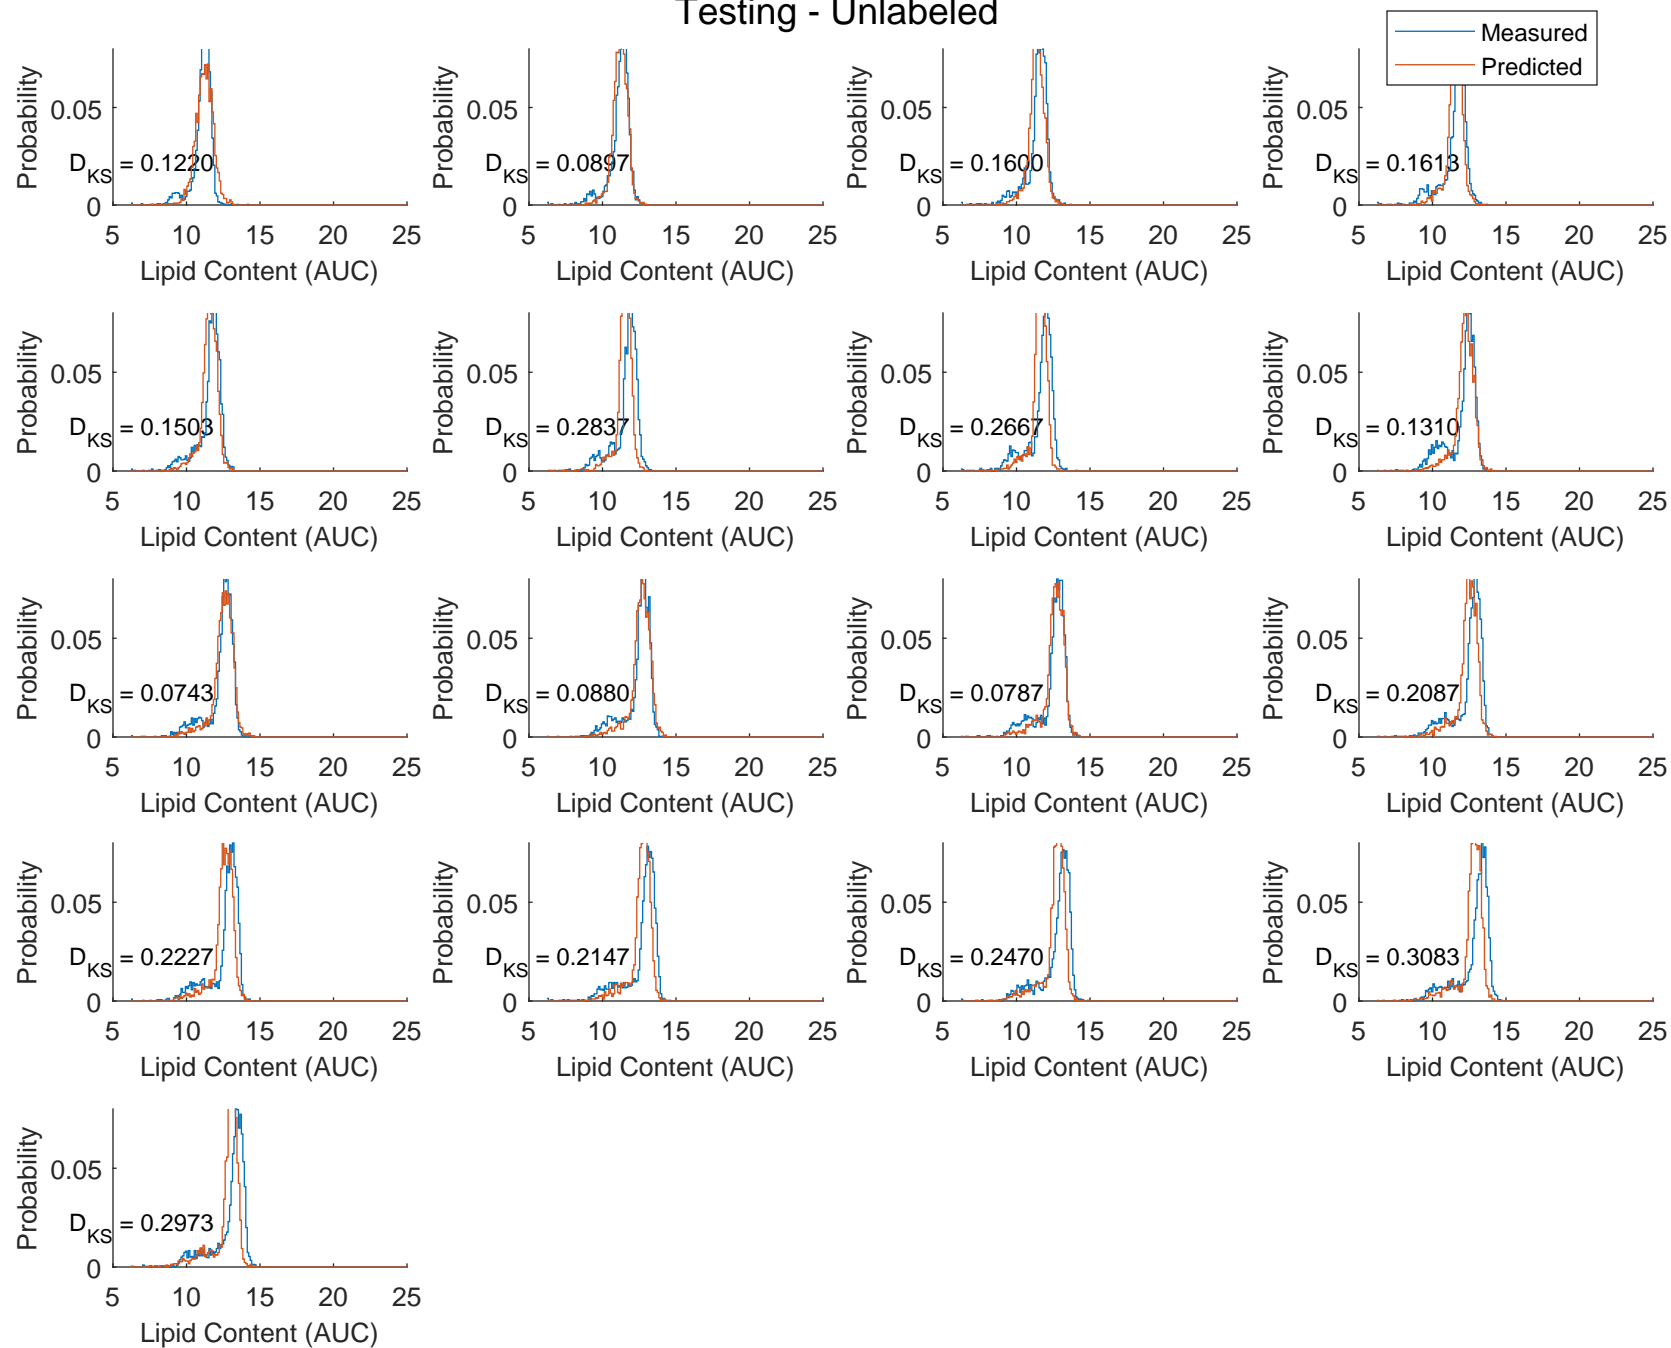 Testing - Unlabeled
Measured
Predicted
Probability
0.05
0
D_KS = 0.1220
5 10 15 20 25
Lipid Content (AUC)
Probability
0.05
0
D_KS = 0.0897
5 10 15 20 25
Lipid Content (AUC)
Probability
0.05
0
D_KS = 0.1600
5 10 15 20 25
Lipid Content (AUC)
Probability
0.05
0
D_KS = 0.1613
5 10 15 20 25
Lipid Content (AUC)
Probability
0.05
0
D_KS = 0.1503
5 10 15 20 25
Lipid Content (AUC)
Probability
0.05
0
D_KS = 0.2837
5 10 15 20 25
Lipid Content (AUC)
Probability
0.05
0
D_KS = 0.2667
5 10 15 20 25
Lipid Content (AUC)
Probability
0.05
0
D_KS = 0.1310
5 10 15 20 25
Lipid Content (AUC)
Probability
0.05
0
D_KS = 0.0743
5 10 15 20 25
Lipid Content (AUC)
Probability
0.05
0
D_KS = 0.0880
5 10 15 20 25
Lipid Content (AUC)
Probability
0.05
0
D_KS = 0.0787
5 10 15 20 25
Lipid Content (AUC)
Probability
0.05
0
D_KS = 0.2087
5 10 15 20 25
Lipid Content (AUC)
Probability
0.05
0
D_KS = 0.2227
5 10 15 20 25
Lipid Content (AUC)
Probability
0.05
0
D_KS = 0.2147
5 10 15 20 25
Lipid Content (AUC)
Probability
0.05
0
D_KS = 0.2470
5 10 15 20 25
Lipid Content (AUC)
Probability
0.05
0
D_KS = 0.3083
5 10 15 20 25
Lipid Content (AUC)
Probability
0.05
0
D_KS = 0.2973
5 10 15 20 25
Lipid Content (AUC)